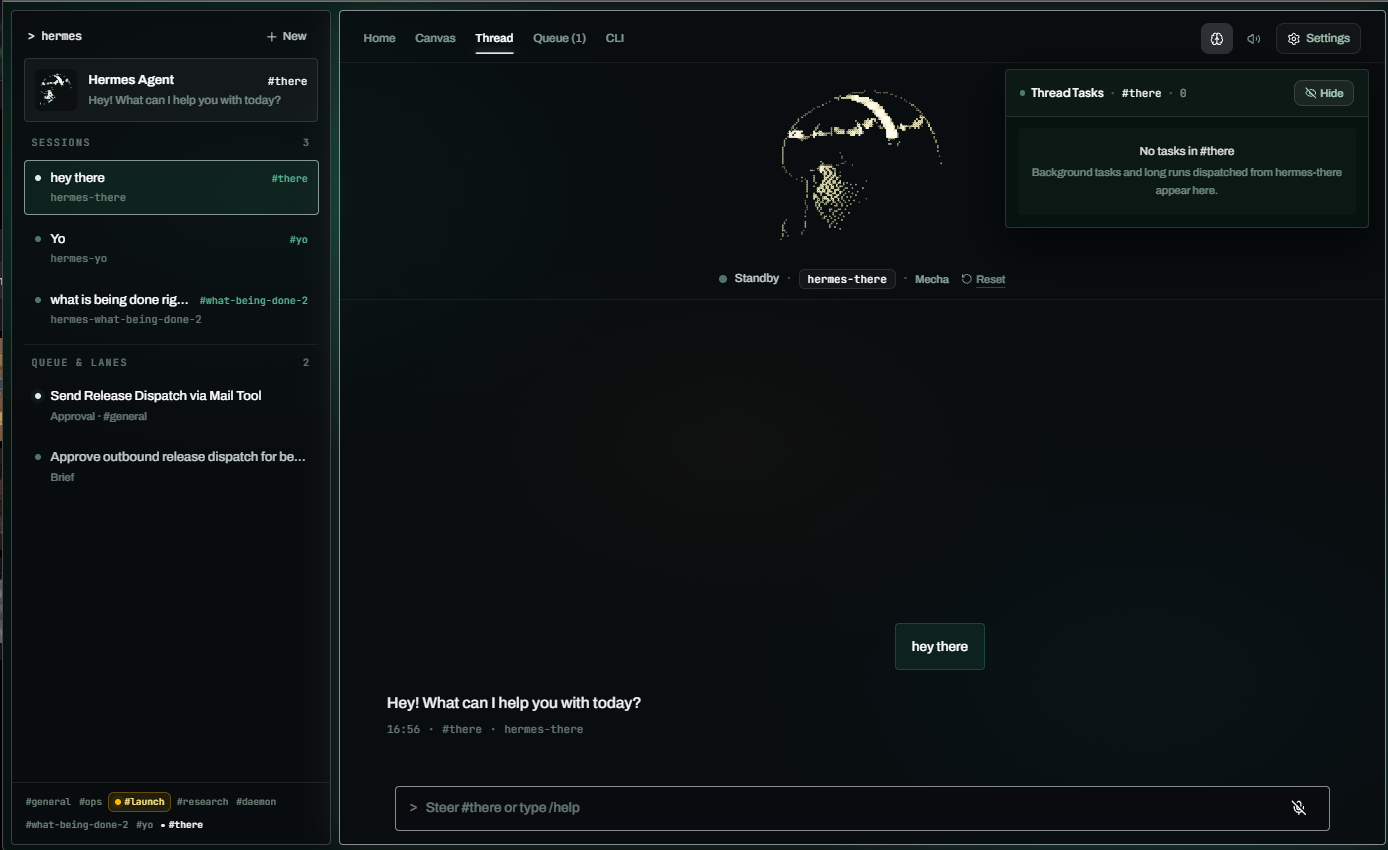 > hermes
+ New
Hermes Agent
#there
Hey! What can I help you with today?
SESSIONS
3
hey there
#there
hermes-there
Yo
#yo
hermes-yo
what is being done rig...
#what-being-done-2
hermes-what-being-done-2
QUEUE & LANES
2
Send Release Dispatch via Mail Tool
Approval · #general
Approve outbound release dispatch for be...
Brief
#general #ops #launch #research #daemon
#what-being-done-2 #yo #there
Home Canvas Thread Queue (1) CLI
Settings
Thread Tasks · #there · 0
Hide
No tasks in #there
Background tasks and long runs dispatched from hermes-there
appear here.
Standby · hermes-there · Mecha Reset
hey there
Hey! What can I help you with today?
16:56 · #there · hermes-there
> Steer #there or type /help